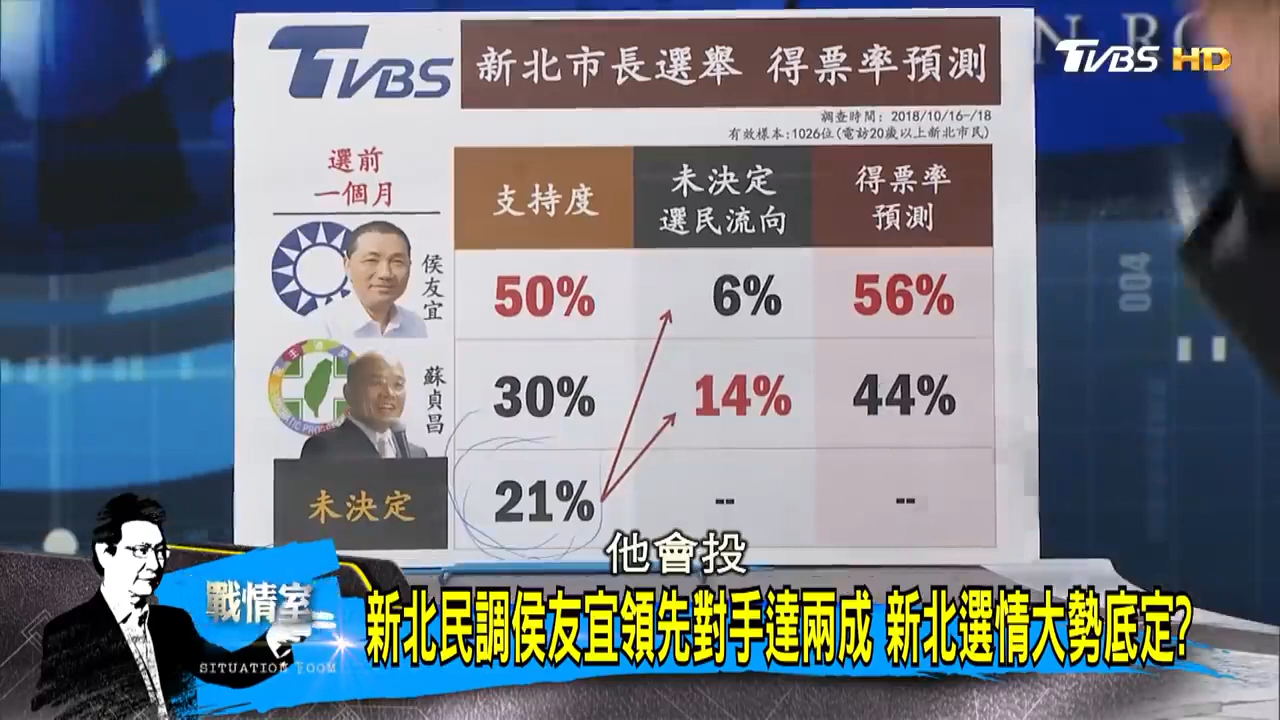 TVBS
新北市長選舉 得票率預測
N RO
TVBS HD
調查時間: 2018/10/16-/18
有效樣本:1026位(電訪20歲以上新北市民)
選前
一個月
支持度
未決定
選民流向
得票率
預測
侯友宜
50%
6%
56%
004
蘇貞昌
30%
14%
44%
未決定
21%
--
--
他會投
戰情室
SITUATION ROOM
新北民調侯友宜領先對手達兩成 新北選情大勢底定?